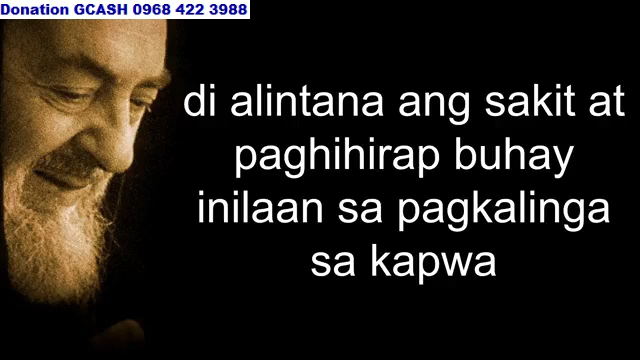 Donation GCASH 0968 422 3988
di alintana ang sakit at
paghihirap buhay
inilaan sa pagkalinga
sa kapwa